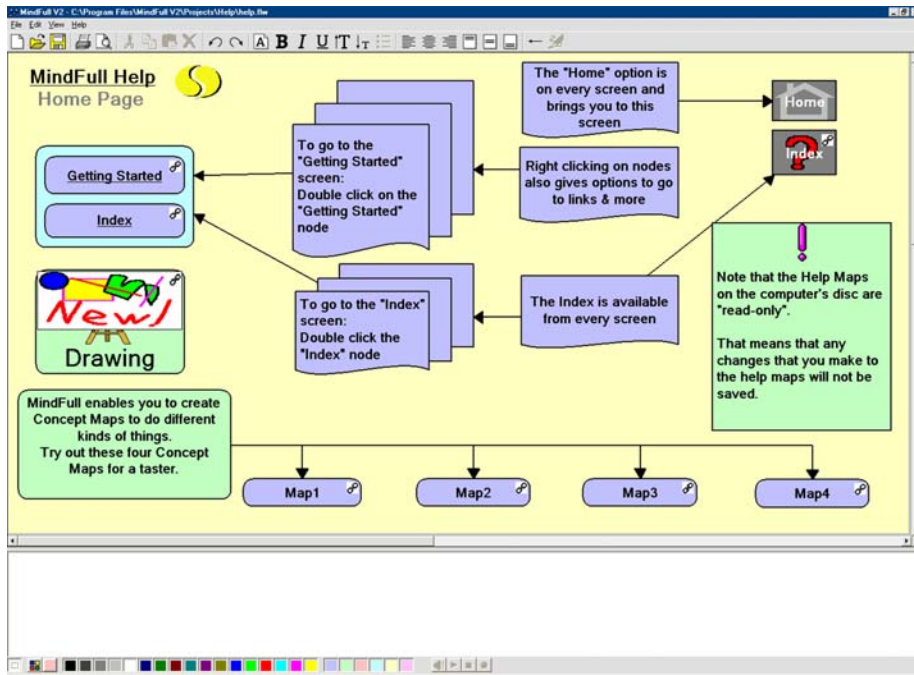 MindFull V2 - C:\Program Files\MindFull V2\Projects\Help\help.flw
File Edit View Help
A B I U T T
MindFull Help
Home Page
Getting Started
Index
New!
Drawing
To go to the
"Getting Started"
screen:
Double click on the
"Getting Started"
node
To go to the "Index"
screen:
Double click the
"Index" node
The "Home" option is
on every screen and
brings you to this
screen
Right clicking on nodes
also gives options to go
to links & more
The Index is available
from every screen
Home
Index
Note that the Help Maps
on the computer's disc are
"read-only".
That means that any
changes that you make to
the help maps will not be
saved.
MindFull enables you to create
Concept Maps to do different
kinds of things.
Try out these four Concept
Maps for a taster.
Map1
Map2
Map3
Map4